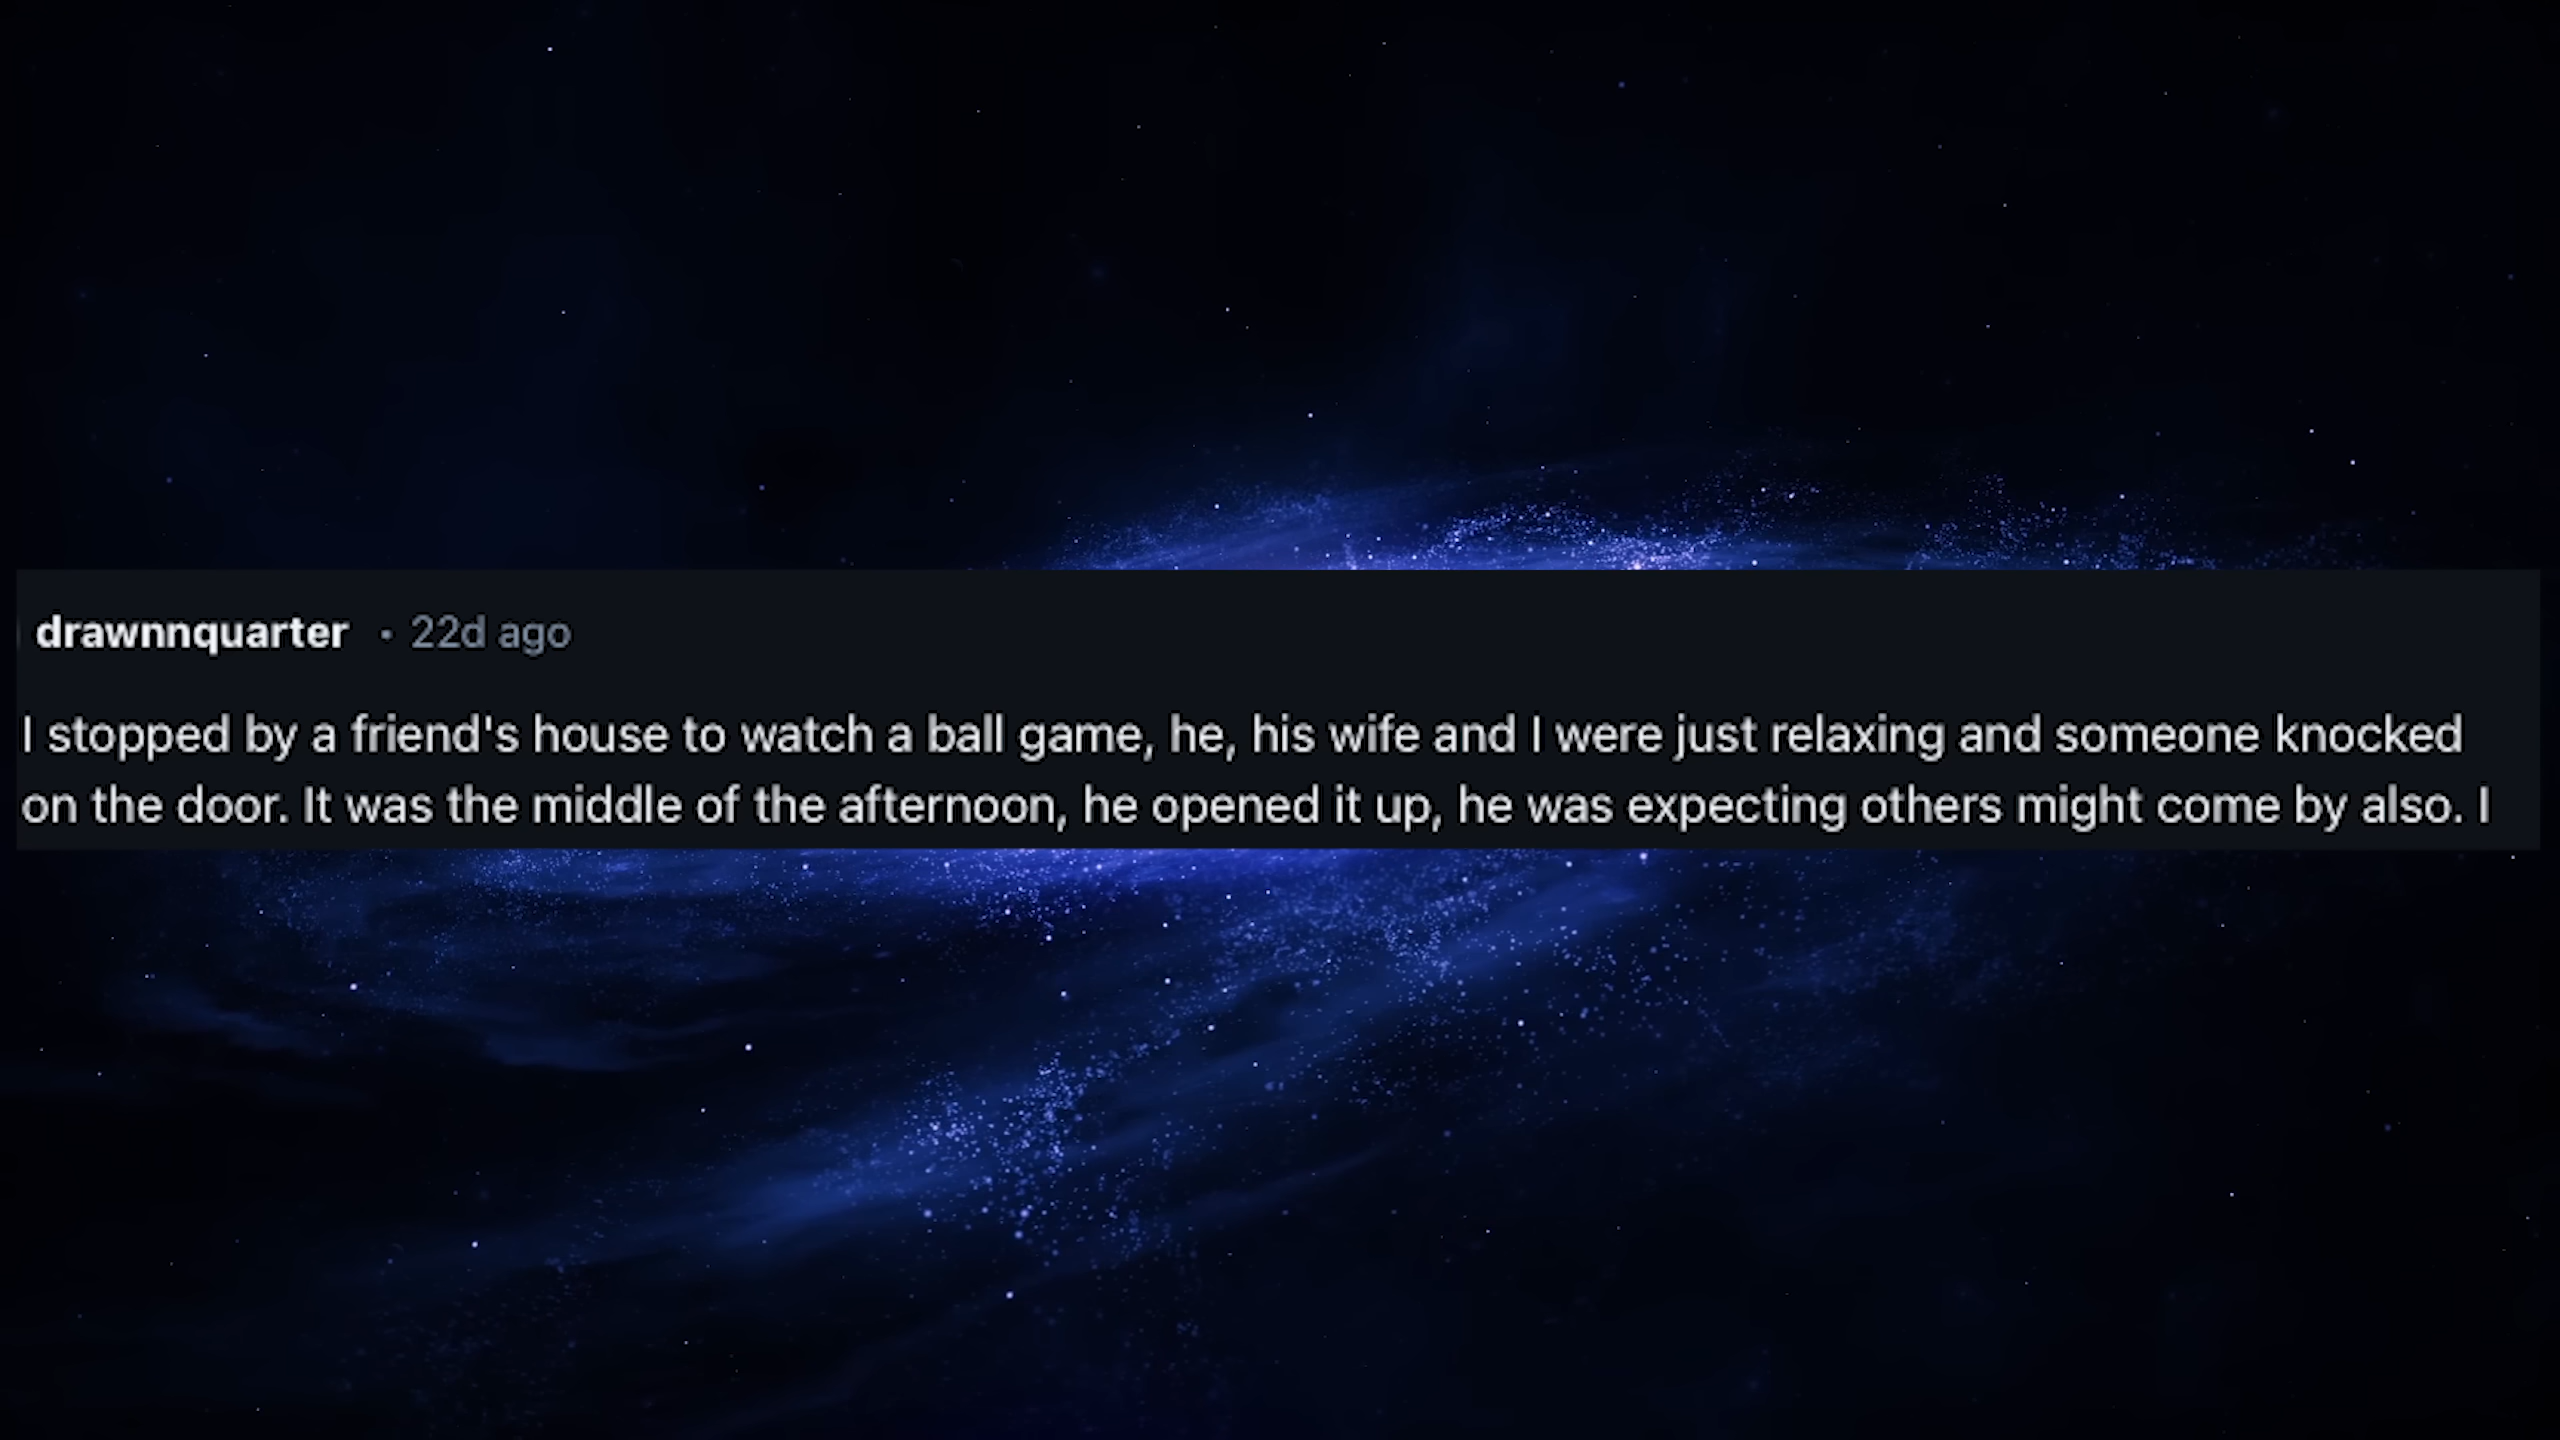 drawnnquarter • 22d ago
I stopped by a friend's house to watch a ball game, he, his wife and I were just relaxing and someone knocked
on the door. It was the middle of the afternoon, he opened it up, he was expecting others might come by also. I